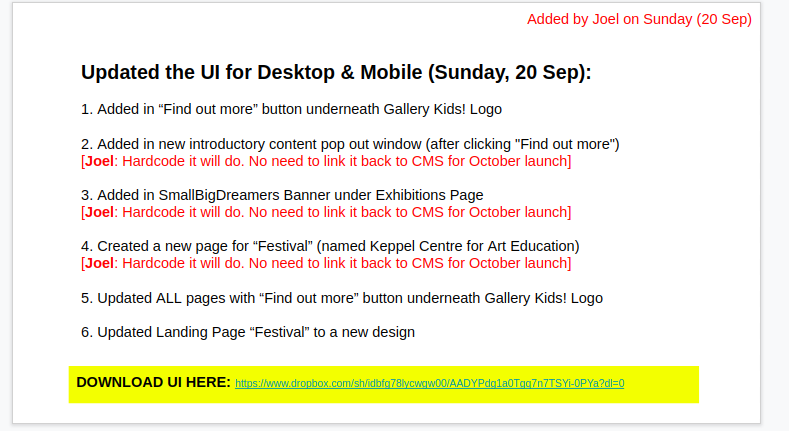 Added by Joel on Sunday (20 Sep)
Updated the UI for Desktop & Mobile (Sunday, 20 Sep):
1. Added in “Find out more” button underneath Gallery Kids! Logo
2. Added in new introductory content pop out window (after clicking "Find out more")
[Joel: Hardcode it will do. No need to link it back to CMS for October launch]
3. Added in SmallBigDreamers Banner under Exhibitions Page
[Joel: Hardcode it will do. No need to link it back to CMS for October launch]
4. Created a new page for “Festival” (named Keppel Centre for Art Education)
[Joel: Hardcode it will do. No need to link it back to CMS for October launch]
5. Updated ALL pages with “Find out more” button underneath Gallery Kids! Logo
6. Updated Landing Page “Festival” to a new design
DOWNLOAD UI HERE: https://www.dropbox.com/sh/idbfg78lycwgw00/AADYPdg1a0Tgq7n7TSYi-0PYa?dl=0